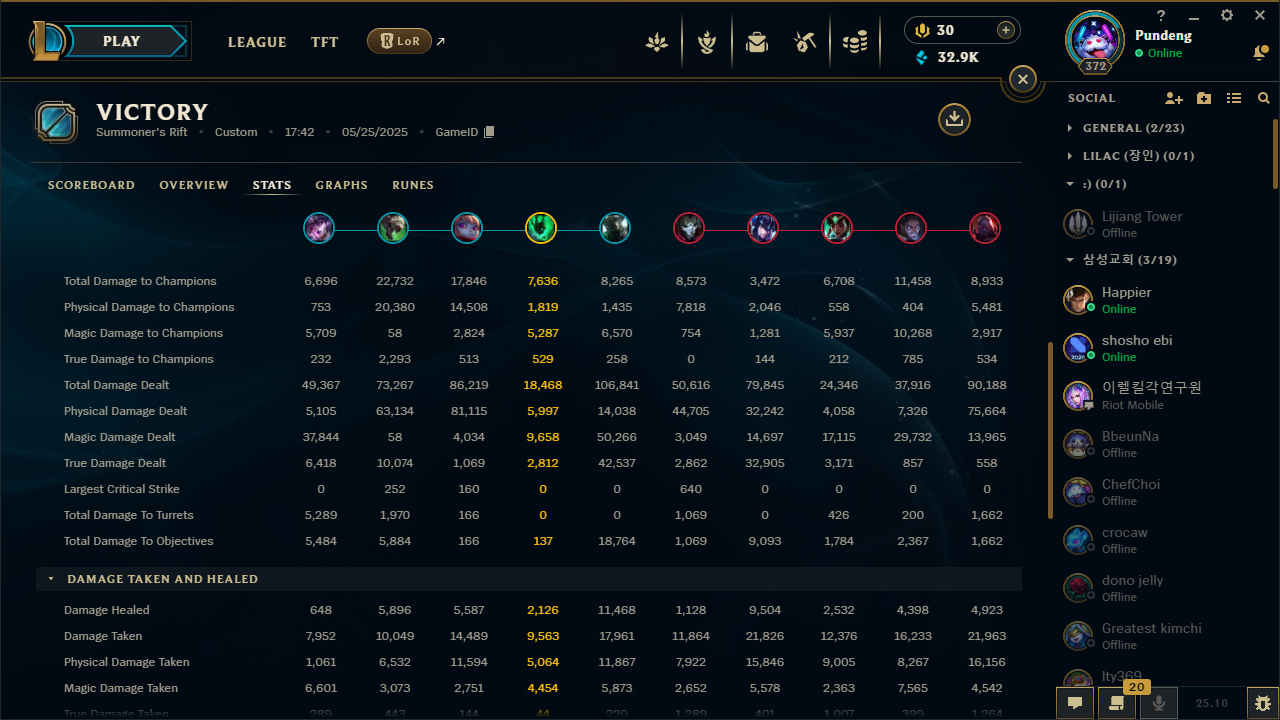 PLAY LEAGUE TFT LoR 30 32.9K ?
Pundeng
372 Online
VICTORY
Summoner's Rift • Custom • 17:42 • 05/25/2025 • GameID
SCOREBOARD OVERVIEW STATS GRAPHS RUNES
Total Damage to Champions 6,696 22,732 17,846 7,636 8,265 8,573 3,472 6,708 11,458 8,933
Physical Damage to Champions 753 20,380 14,508 1,819 1,435 7,818 2,046 558 404 5,481
Magic Damage to Champions 5,709 58 2,824 5,287 6,570 754 1,281 5,937 10,268 2,917
True Damage to Champions 232 2,293 513 529 258 0 144 212 785 534
Total Damage Dealt 49,367 73,267 86,219 18,468 106,841 50,616 79,845 24,346 37,916 90,188
Physical Damage Dealt 5,105 63,134 81,115 5,997 14,038 44,705 32,242 4,058 7,326 75,664
Magic Damage Dealt 37,844 58 4,034 9,658 50,266 3,049 14,697 17,115 29,732 13,965
True Damage Dealt 6,418 10,074 1,069 2,812 42,537 2,862 32,905 3,171 857 558
Largest Critical Strike 0 252 160 0 0 640 0 0 0 0
Total Damage To Turrets 5,289 1,970 166 0 0 1,069 0 426 200 1,662
Total Damage To Objectives 5,484 5,884 166 137 18,764 1,069 9,093 1,784 2,367 1,662
DAMAGE TAKEN AND HEALED
Damage Healed 648 5,896 5,587 2,126 11,468 1,128 9,504 2,532 4,398 4,923
Damage Taken 7,952 10,049 14,489 9,563 17,961 11,864 21,826 12,376 16,233 21,963
Physical Damage Taken 1,061 6,532 11,594 5,064 11,867 7,922 15,846 9,005 8,267 16,156
Magic Damage Taken 6,601 3,073 2,751 4,454 5,873 2,652 5,578 2,363 7,565 4,542
True Damage Taken 289 443 144 44 220 1,289 401 1,007 399 1,264
SOCIAL
GENERAL (2/23)
LILAC (장인) (0/1)
:) (0/1)
Lijiang Tower
Offline
삼성교회 (3/19)
Happier
Online
shosho ebi
Online
2020
이렐킬각연구원
Riot Mobile
BbeunNa
Offline
ChefChoi
Offline
crocaw
Offline
dono jelly
Offline
Greatest kimchi
Offline
lty369
20
25.10